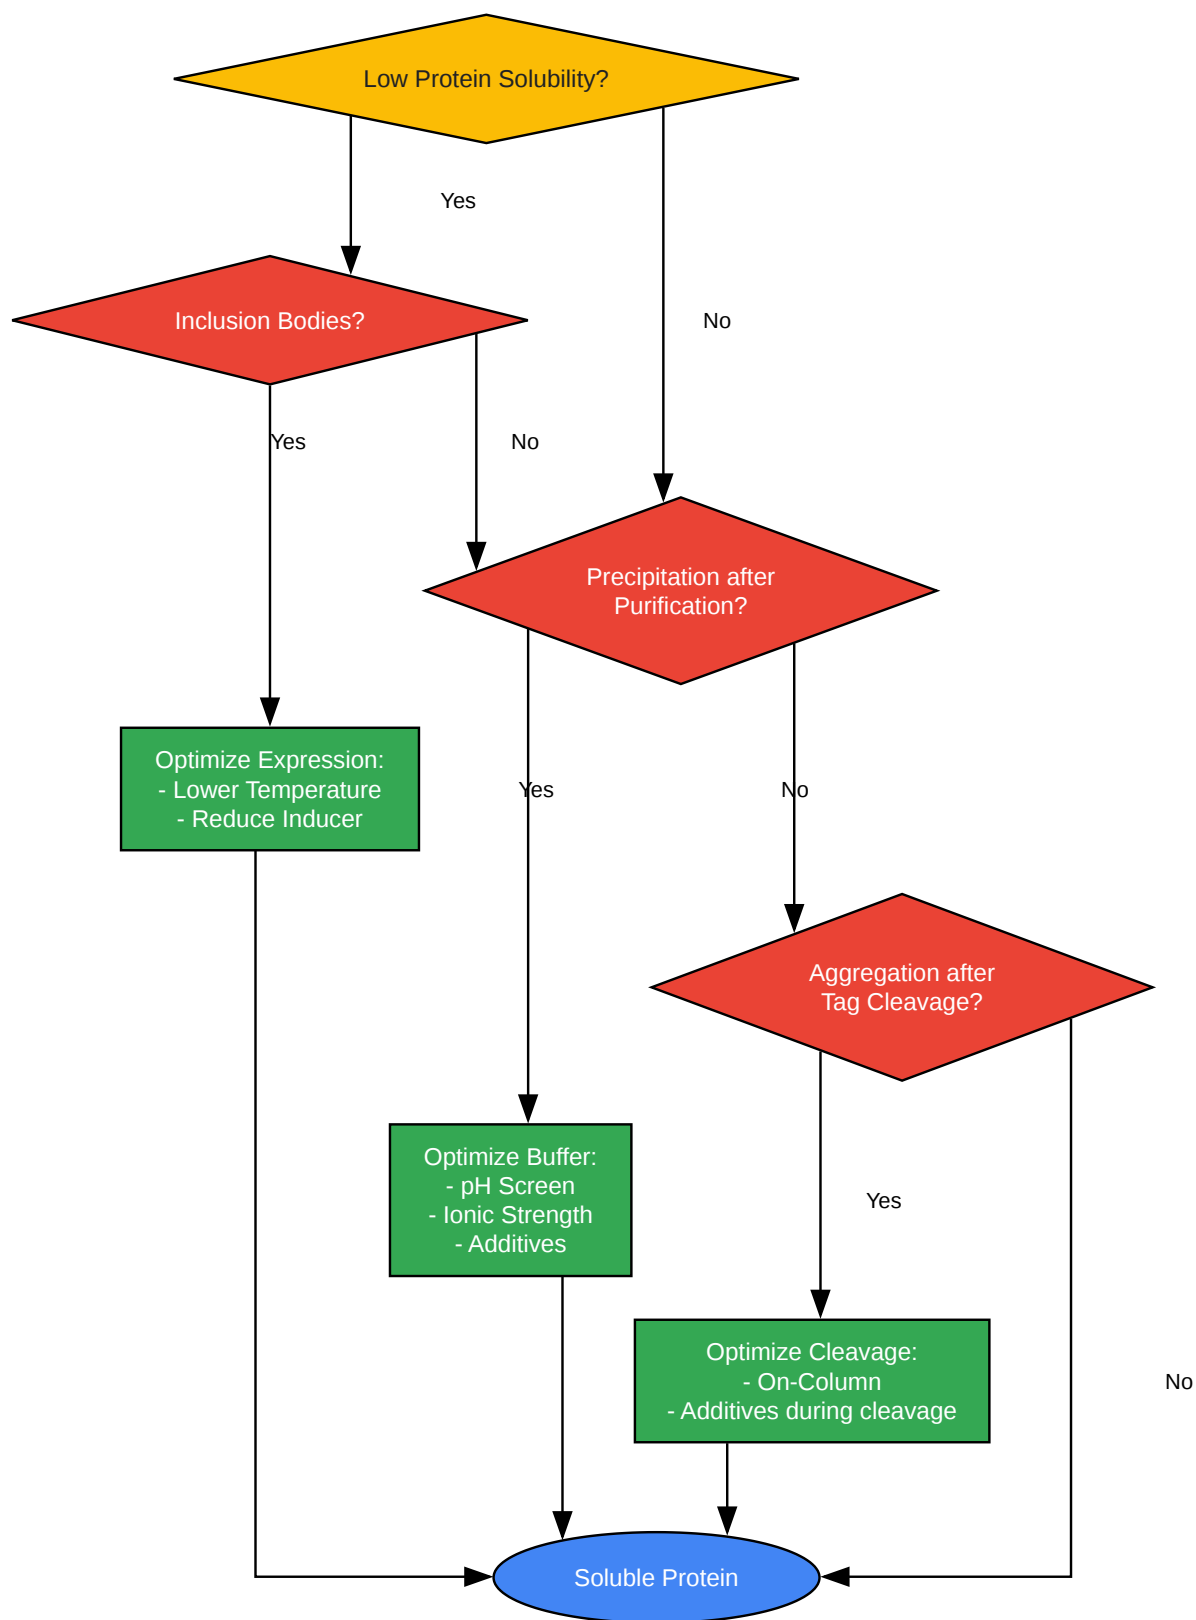 Low Protein Solubility?
Yes
Inclusion Bodies?
No
Yes
No
Precipitation after
Purification?
Optimize Expression:
- Lower Temperature
- Reduce Inducer
Yes
No
Aggregation after
Tag Cleavage?
Optimize Buffer:
- pH Screen
- Ionic Strength
- Additives
Yes
Optimize Cleavage:
- On-Column
- Additives during cleavage
No
Soluble Protein